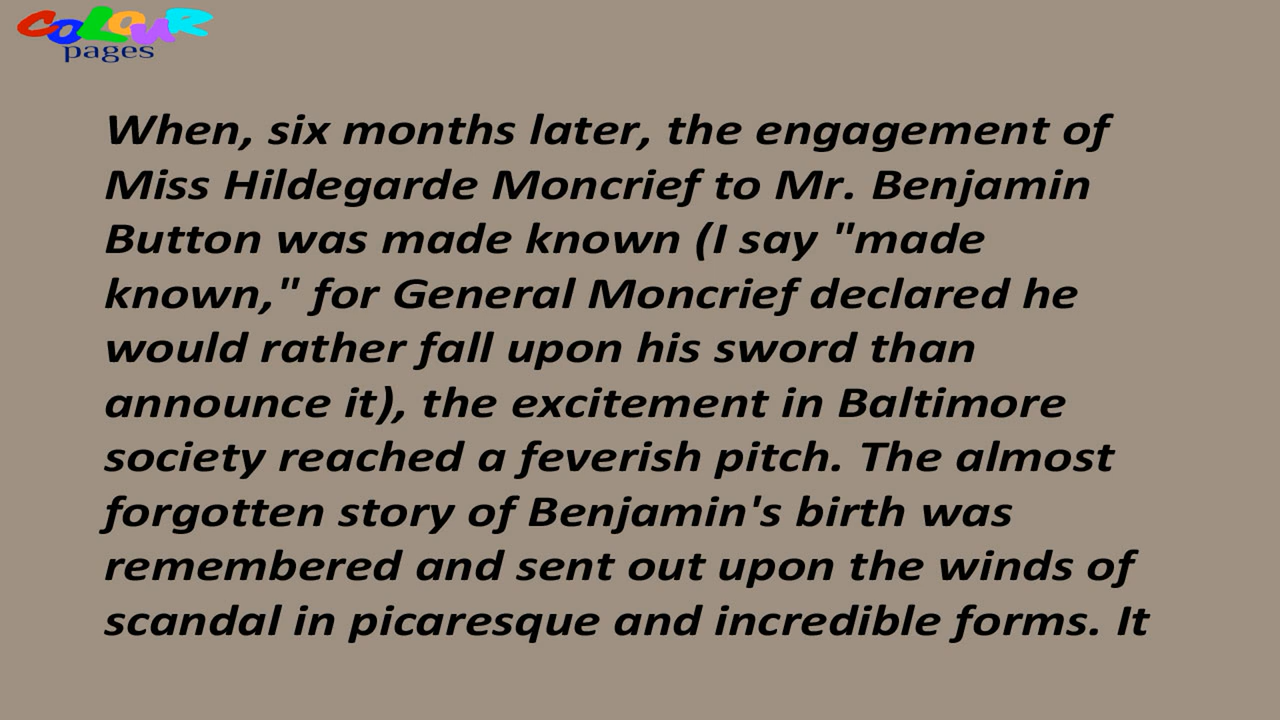 COLOUR
pages
When, six months later, the engagement of
Miss Hildegarde Moncrief to Mr. Benjamin
Button was made known (I say "made
known," for General Moncrief declared he
would rather fall upon his sword than
announce it), the excitement in Baltimore
society reached a feverish pitch. The almost
forgotten story of Benjamin's birth was
remembered and sent out upon the winds of
scandal in picaresque and incredible forms. It